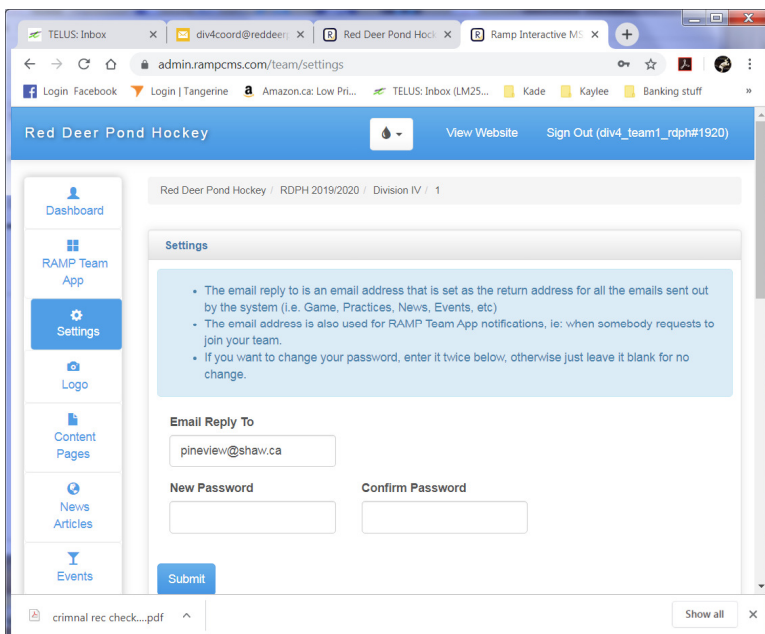 TELUS: Inbox
div4coord@reddeerp
Red Deer Pond Hock
Ramp Interactive MS
admin.rampcms.com/team/settings
Login Facebook
Login | Tangerine
Amazon.ca: Low Pri...
TELUS: Inbox (LM25...
Kade
Kaylee
Banking stuff
»
Red Deer Pond Hockey
View Website
Sign Out (div4_team1_rdph#1920)
Dashboard
RAMP Team
App
Settings
Logo
Content
Pages
News
Articles
Events
Red Deer Pond Hockey / RDPH 2019/2020 / Division IV / 1
Settings
• The email reply to is an email address that is set as the return address for all the emails sent out
by the system (i.e. Game, Practices, News, Events, etc)
• The email address is also used for RAMP Team App notifications, ie: when somebody requests to
join your team.
• If you want to change your password, enter it twice below, otherwise just leave it blank for no
change.
Email Reply To
pineview@shaw.ca
New Password
Confirm Password
Submit
crimnal rec check....pdf
Show all